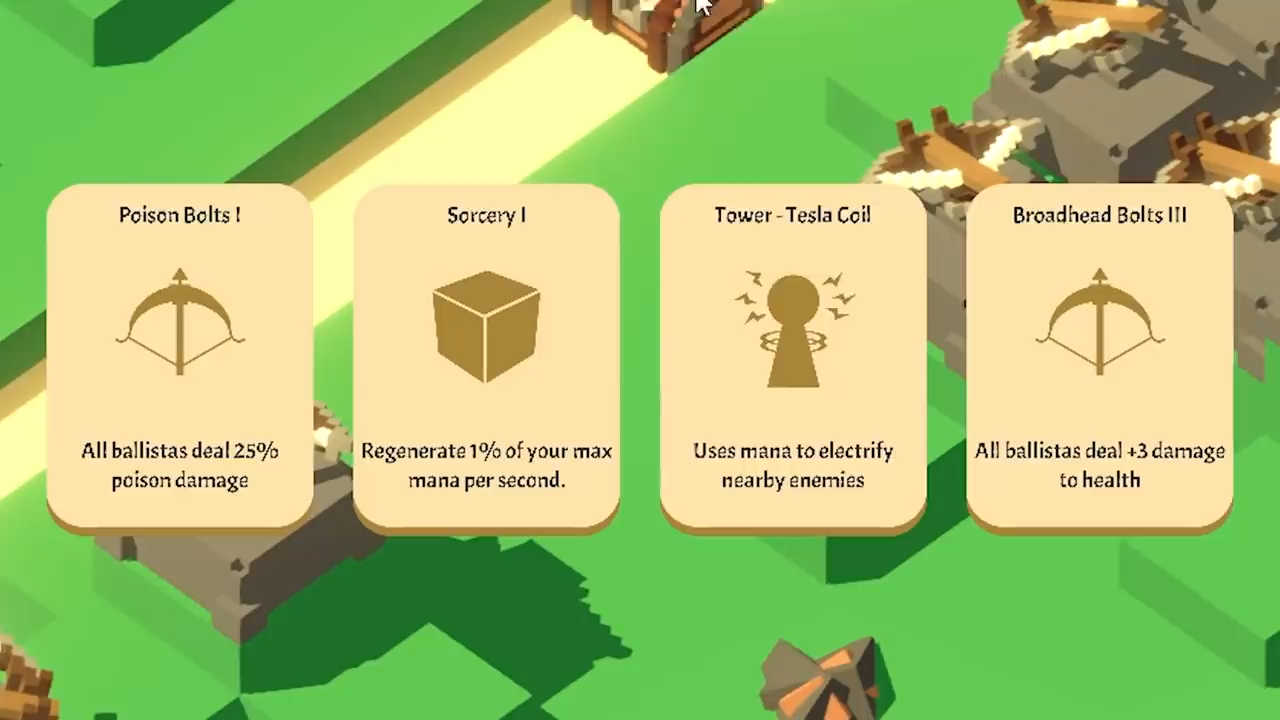 Poison Bolts I
All ballistas deal 25%
poison damage
Sorcery I
Regenerate 1% of your max
mana per second.
Tower - Tesla Coil
Uses mana to electrify
nearby enemies
Broadhead Bolts III
All ballistas deal +3 damage
to health